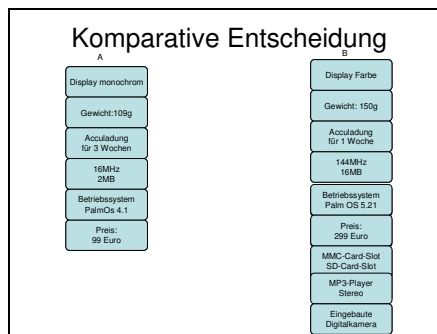 Komparative Entscheidung
A
Display monochrom
Gewicht:109g
Acculadung
für 3 Wochen
16MHz
2MB
Betriebssystem
PalmOs 4.1
Preis:
99 Euro
B
Display Farbe
Gewicht: 150g
Acculadung
für 1 Woche
144MHz
16MB
Betriebssystem
Palm OS 5.21
Preis:
299 Euro
MMC-Card-Slot
SD-Card-Slot
MP3-Player
Stereo
Eingebaute
Digitalkamera